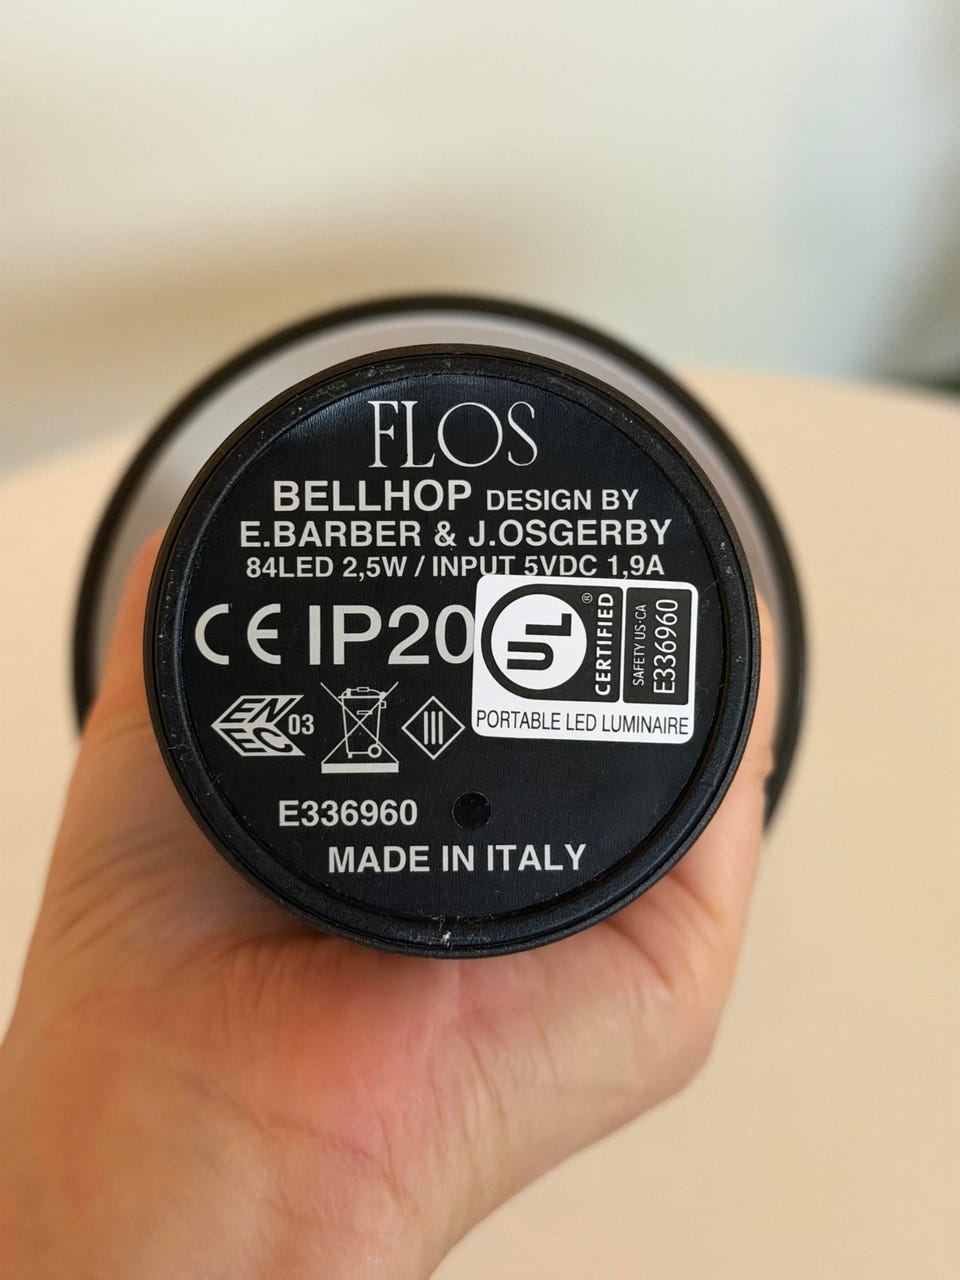 FLOS
BELLHOP DESIGN BY
E.BARBER & J.OSGERBY
84LED 2,5W / INPUT 5VDC 1,9A
CE IP20
UL ®
CERTIFIED
SAFETY US·CA
E336960
PORTABLE LED LUMINAIRE
ENEC 03
E336960
MADE IN ITALY